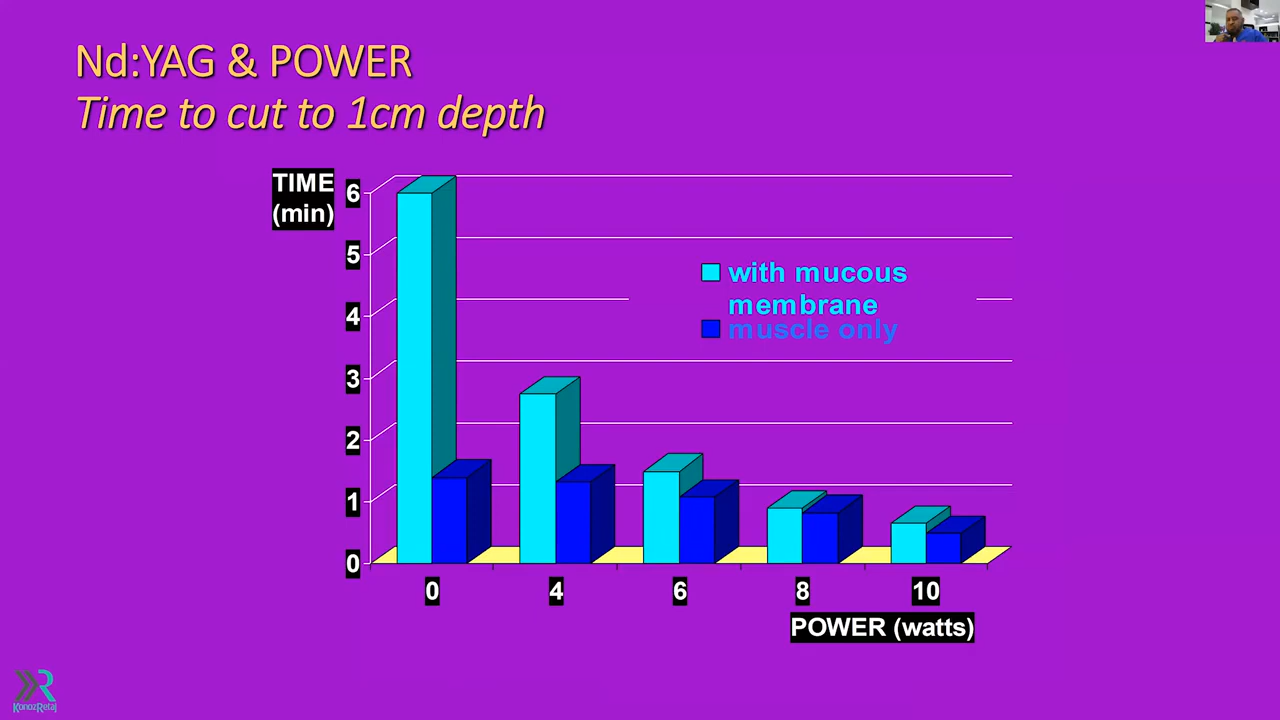 Nd:YAG & POWER
Time to cut to 1cm depth
TIME
(min)
6
5
4
3
2
1
0
with mucous
membrane
muscle only
0 4 6 8 10
POWER (watts)
KonozRetaj